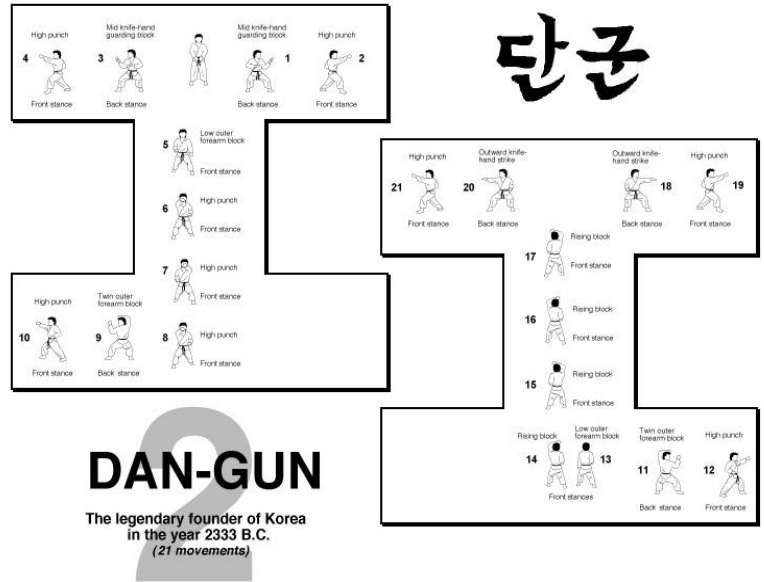 High punch
4
Front stance
Mid knife-hand
guarding block
3
Back stance
Mid knife-hand
guarding block
1
Back stance
High punch
2
Front stance
단군
5
Low outer
forearm block
Front stance
6
High punch
Front stance
7
High punch
Front stance
8
High punch
Front stance
Twin outer
forearm block
9
Back stance
High punch
10
Front stance
High punch
21
Front stance
Outward knife-
hand strike
20
Back stance
Outward knife-
hand strike
18
Back stance
High punch
19
Front stance
17
Rising block
Front stance
16
Rising block
Front stance
15
Rising block
Front stance
Rising block
14
Low outer
forearm block
13
Front stances
Twin outer
forearm block
11
Back stance
High punch
12
Front stance
2
DAN-GUN
The legendary founder of Korea
in the year 2333 B.C.
(21 movements)